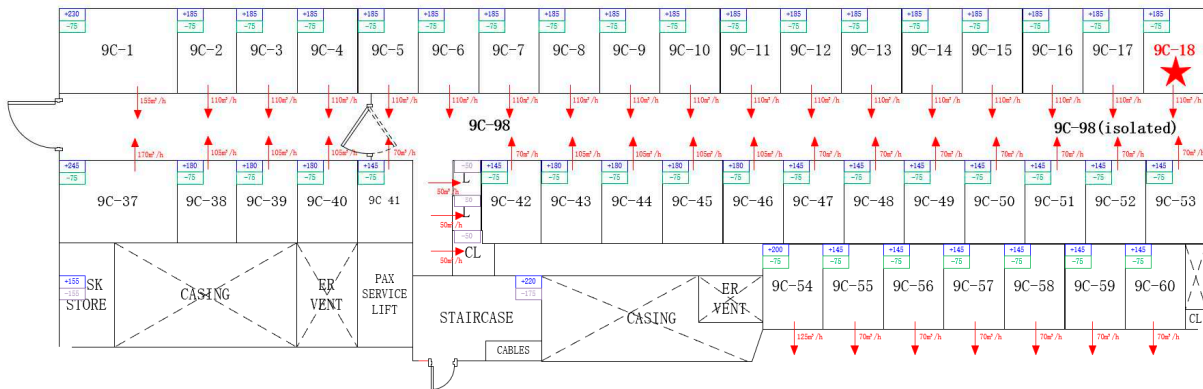 +230 +185 +185 +185 +185 +185 +185 +185 +185 +185 +185 +185 +185 +185 +185 +185 +185 +185
-75 -75 -75 -75 -75 -75 -75 -75 -75 -75 -75 -75 -75 -75 -75 -75 -75 -75
9C-1 9C-2 9C-3 9C-4 9C-5 9C-6 9C-7 9C-8 9C-9 9C-10 9C-11 9C-12 9C-13 9C-14 9C-15 9C-16 9C-17 9C-18
155m³/h 110m³/h 110m³/h 110m³/h 110m³/h 110m³/h 110m³/h 110m³/h 110m³/h 110m³/h 110m³/h 110m³/h 110m³/h 110m³/h 110m³/h 110m³/h 110m³/h 110m³/h
9C-98 9C-98(isolated)
170m³/h 105m³/h 105m³/h 105m³/h 70m³/h 70m³/h 105m³/h 105m³/h 105m³/h 105m³/h 70m³/h 70m³/h 70m³/h 70m³/h 70m³/h 70m³/h 70m³/h
+245 +180 +180 +180 +145 -50 +145 +180 +180 +180 +180 +145 +145 +145 +145 +145 +145 +145
-75 -75 -75 -75 -75 L -75 -75 -75 -75 -75 -75 -75 -75 -75 -75 -75 -75
50m³/h
9C-37 9C-38 9C-39 9C-40 9C 41 50 9C-42 9C-43 9C-44 9C-45 9C-46 9C-47 9C-48 9C-49 9C-50 9C-51 9C-52 9C-53
L
50m³/h
-50
CL
50m³/h
+200 +145 +145 +145 +145 +145 +145
-75 -75 -75 -75 -75 -75 -75
9C-54 9C-55 9C-56 9C-57 9C-58 9C-59 9C-60
+155 +220
-155 -175
SK STORE
CASING
ER VENT
PAX SERVICE LIFT
STAIRCASE
CASING
ER VENT
CL
CABLES
125m³/h 70m³/h 70m³/h 70m³/h 70m³/h 70m³/h 70m³/h